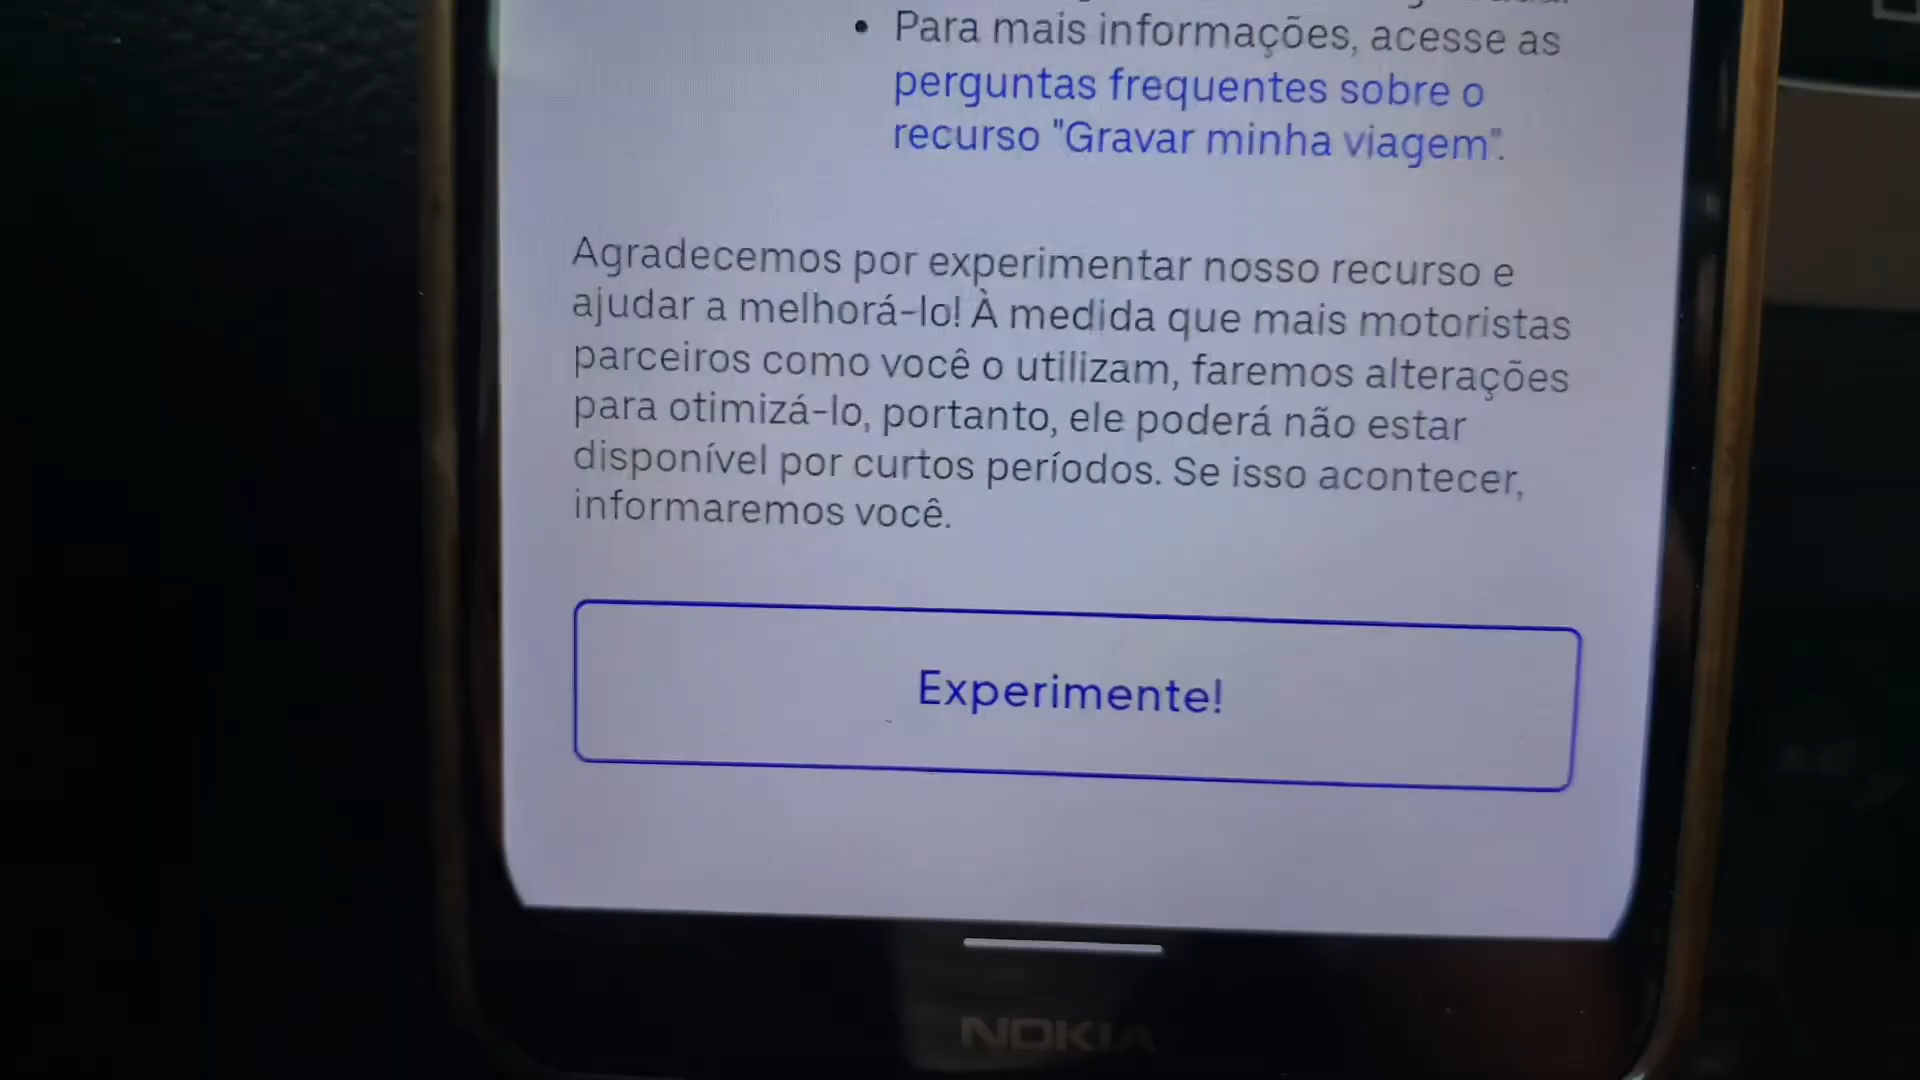 • Para mais informações, acesse as
perguntas frequentes sobre o
recurso "Gravar minha viagem".
Agradecemos por experimentar nosso recurso e
ajudar a melhorá-lo! À medida que mais motoristas
parceiros como você o utilizam, faremos alterações
para otimizá-lo, portanto, ele poderá não estar
disponível por curtos períodos. Se isso acontecer,
informaremos você.
Experimente!
NOKIA